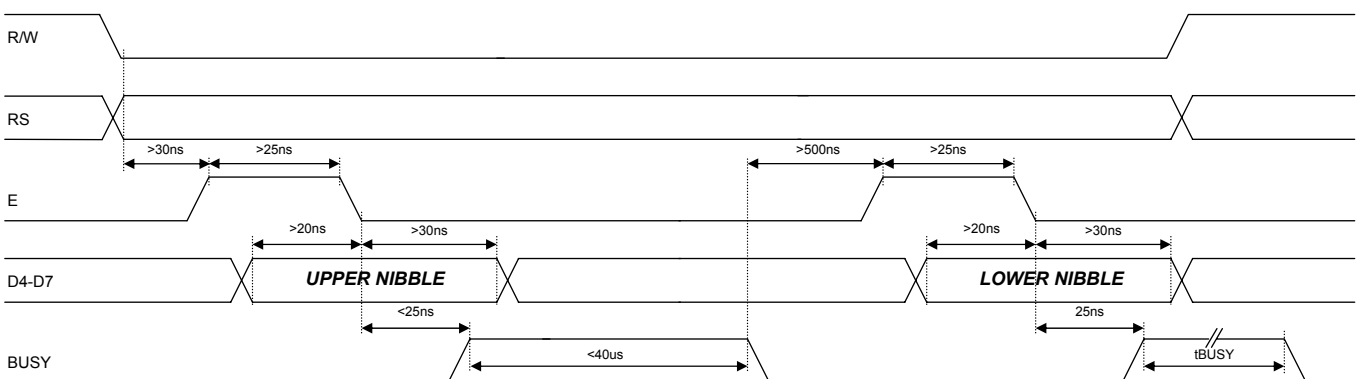 R/W
RS
>30ns >25ns >500ns >25ns
E
>20ns >30ns >20ns >30ns
D4-D7 UPPER NIBBLE LOWER NIBBLE
<25ns 25ns
BUSY <40us tBUSY